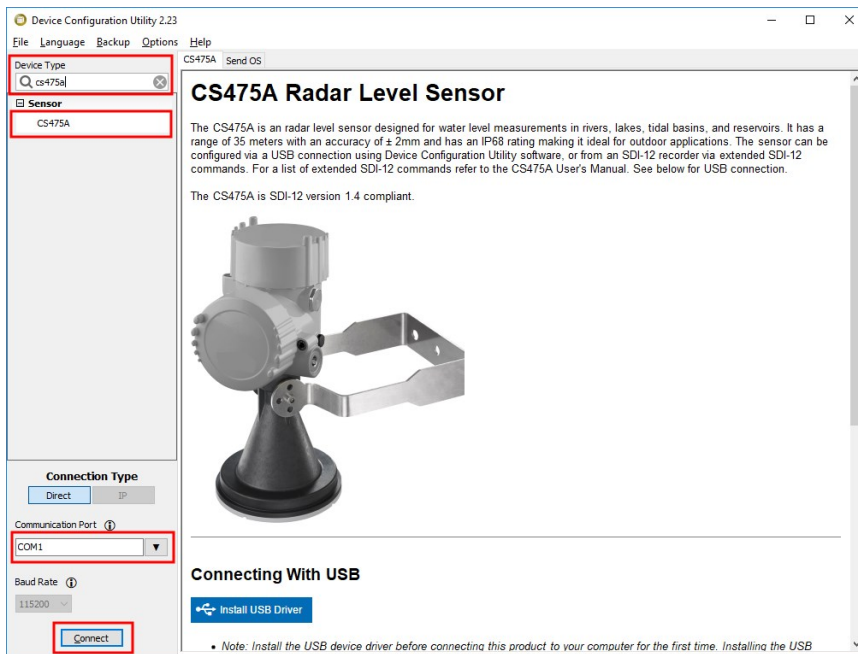 Device Configuration Utility 2.23
File Language Backup Options Help
Device Type
cs475a
Sensor
CS475A
Connection Type
Direct IP
Communication Port
COM1
Baud Rate
115200
Connect
CS475A Send OS
CS475A Radar Level Sensor
The CS475A is an radar level sensor designed for water level measurements in rivers, lakes, tidal basins, and reservoirs. It has a
range of 35 meters with an accuracy of ± 2mm and has an IP68 rating making it ideal for outdoor applications. The sensor can be
configured via a USB connection using Device Configuration Utility software, or from an SDI-12 recorder via extended SDI-12
commands. For a list of extended SDI-12 commands refer to the CS475A User's Manual. See below for USB connection.
The CS475A is SDI-12 version 1.4 compliant.
Connecting With USB
Install USB Driver
• Note: Install the USB device driver before connecting this product to your computer for the first time. Installing the USB